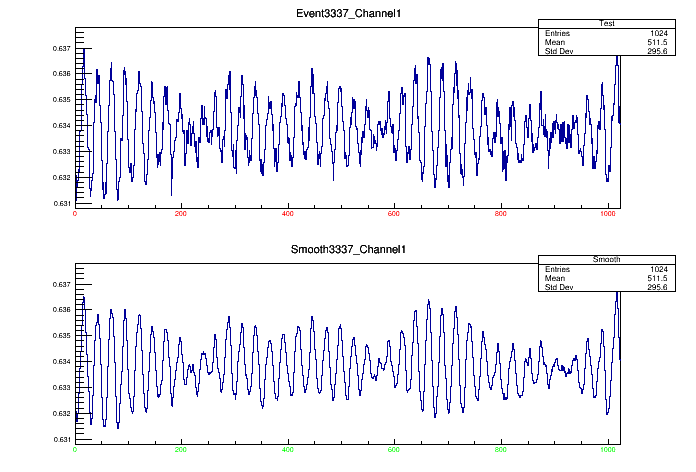 Event3337_Channel1
Test
Entries 1024
Mean 511.5
Std Dev 295.6
0.637
0.636
0.635
0.634
0.633
0.632
0.631
0 200 400 600 800 1000
Smooth3337_Channel1
Smooth
Entries 1024
Mean 511.5
Std Dev 295.6
0.637
0.636
0.635
0.634
0.633
0.632
0.631
0 200 400 600 800 1000